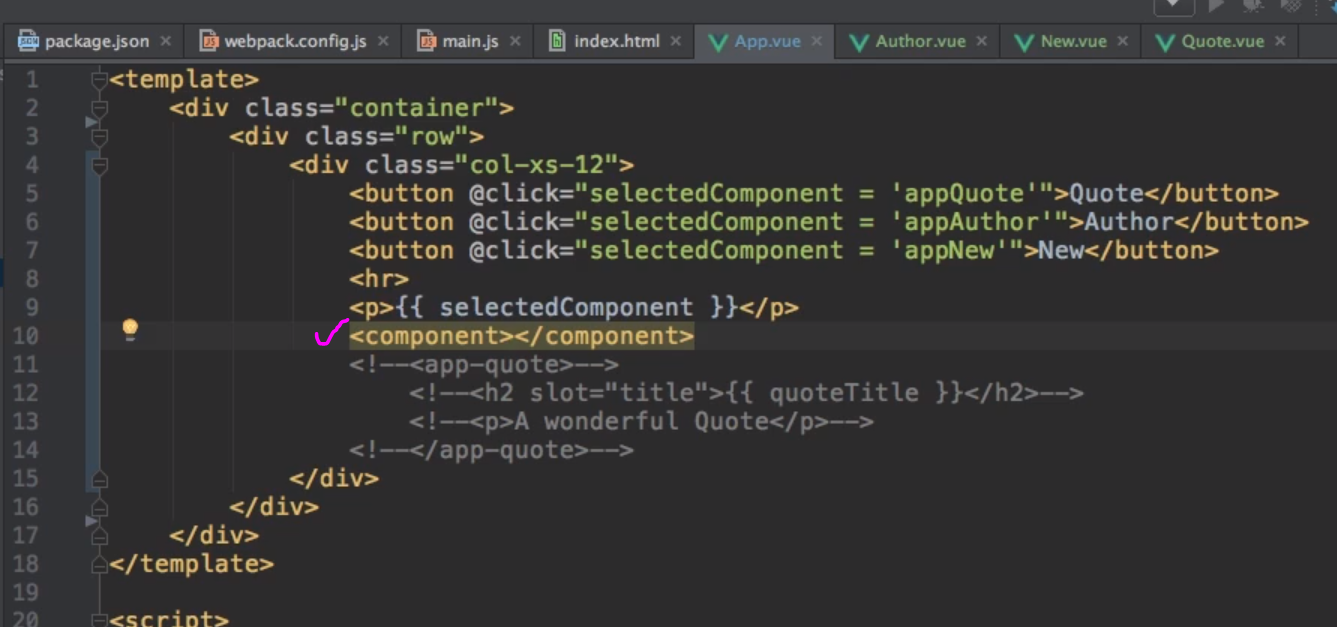 package.json × webpack.config.js × main.js × index.html × App.vue × Author.vue × New.vue × Quote.vue ×
1 <template>
2 <div class="container">
3 <div class="row">
4 <div class="col-xs-12">
5 <button @click="selectedComponent = 'appQuote'">Quote</button>
6 <button @click="selectedComponent = 'appAuthor'">Author</button>
7 <button @click="selectedComponent = 'appNew'">New</button>
8 <hr>
9 <p>{{ selectedComponent }}</p>
10 <component></component>
11 <!--<app-quote>-->
12 <!--<h2 slot="title">{{ quoteTitle }}</h2>-->
13 <!--<p>A wonderful Quote</p>-->
14 <!--</app-quote>-->
15 </div>
16 </div>
17 </div>
18 </template>
19
20 <script>